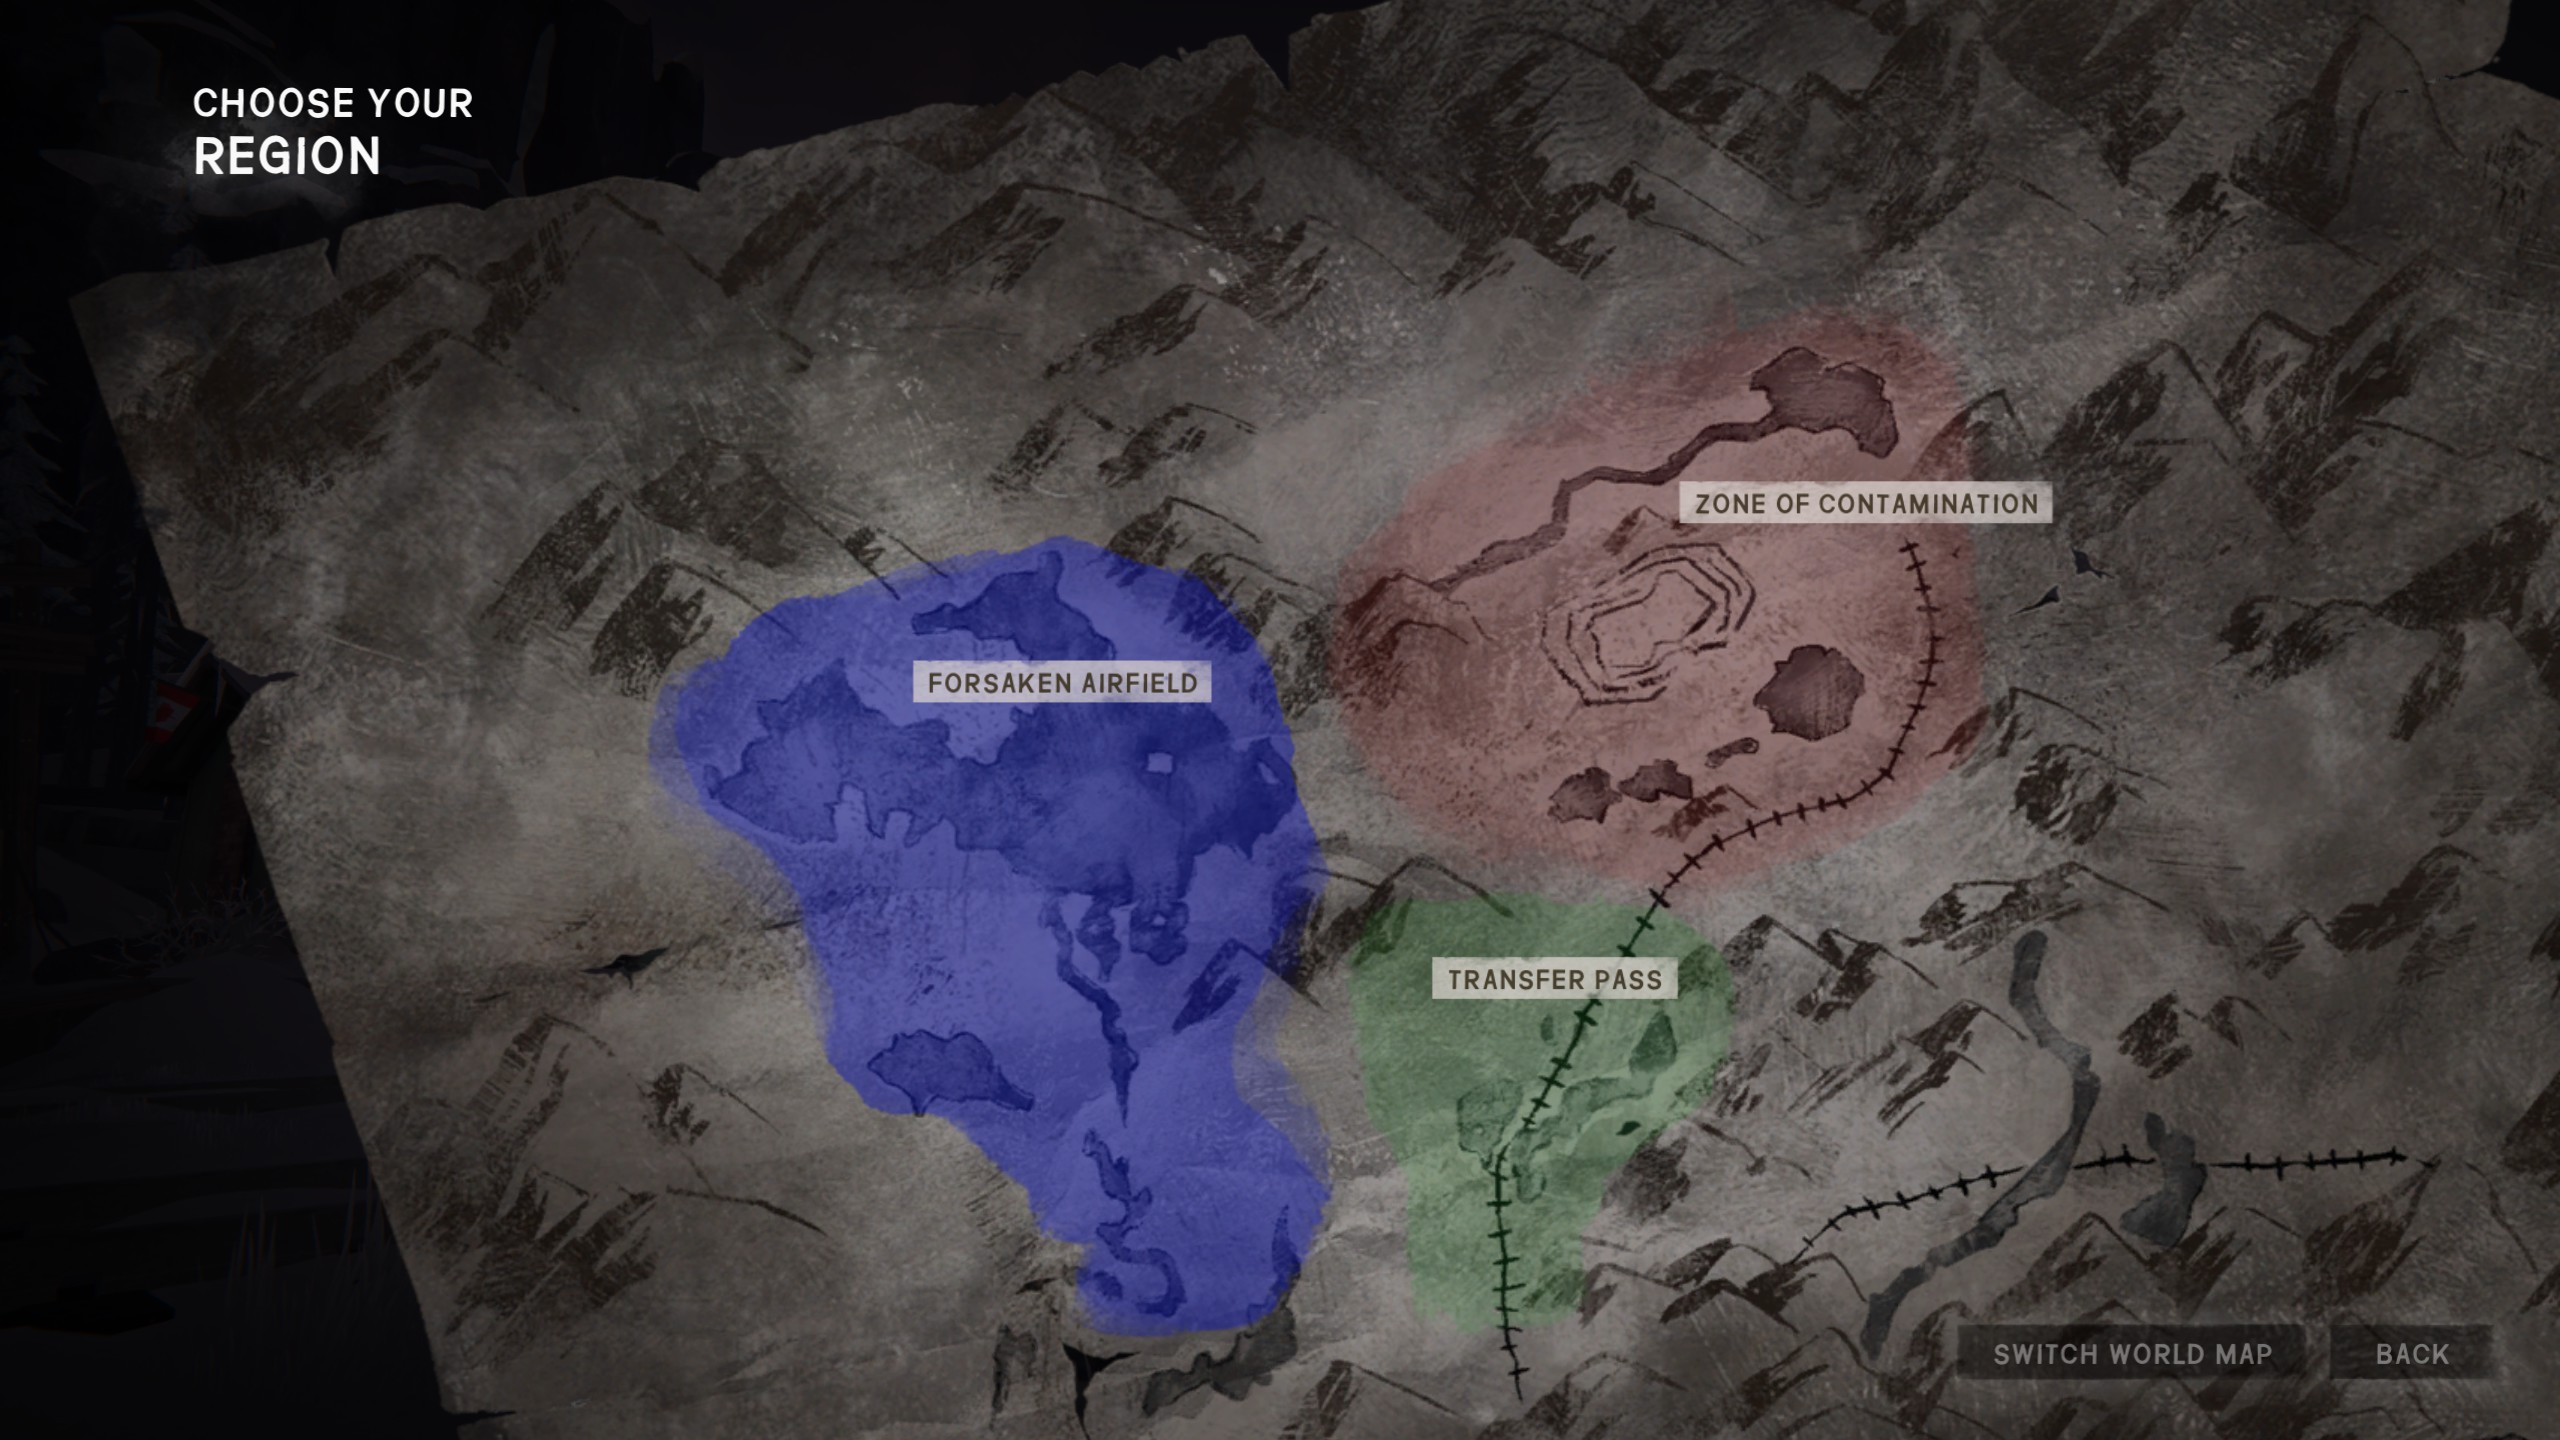 CHOOSE YOUR
REGION
ZONE OF CONTAMINATION
FORSAKEN AIRFIELD
TRANSFER PASS
SWITCH WORLD MAP
BACK